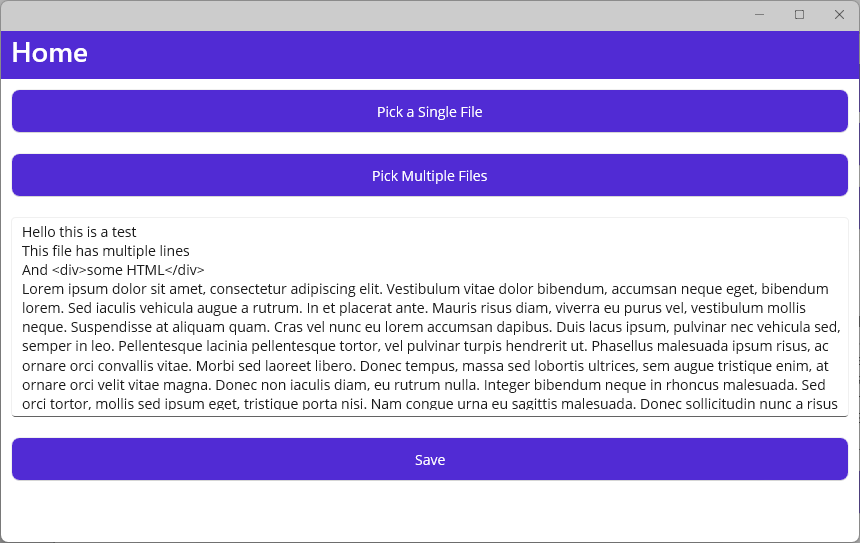 Home
Pick a Single File
Pick Multiple Files
Hello this is a test
This file has multiple lines
And <div>some HTML</div>
Lorem ipsum dolor sit amet, consectetur adipiscing elit. Vestibulum vitae dolor bibendum, accumsan neque eget, bibendum
lorem. Sed iaculis vehicula augue a rutrum. In et placerat ante. Mauris risus diam, viverra eu purus vel, vestibulum mollis
neque. Suspendisse at aliquam quam. Cras vel nunc eu lorem accumsan dapibus. Duis lacus ipsum, pulvinar nec vehicula sed,
semper in leo. Pellentesque lacinia pellentesque tortor, vel pulvinar turpis hendrerit ut. Phasellus malesuada ipsum risus, ac
ornare orci convallis vitae. Morbi sed laoreet libero. Donec tempus, massa sed lobortis ultrices, sem augue tristique enim, at
ornare orci velit vitae magna. Donec non iaculis diam, eu rutrum nulla. Integer bibendum neque in rhoncus malesuada. Sed
orci tortor, mollis sed ipsum eget, tristique porta nisi. Nam congue urna eu sagittis malesuada. Donec sollicitudin nunc a risus
Save